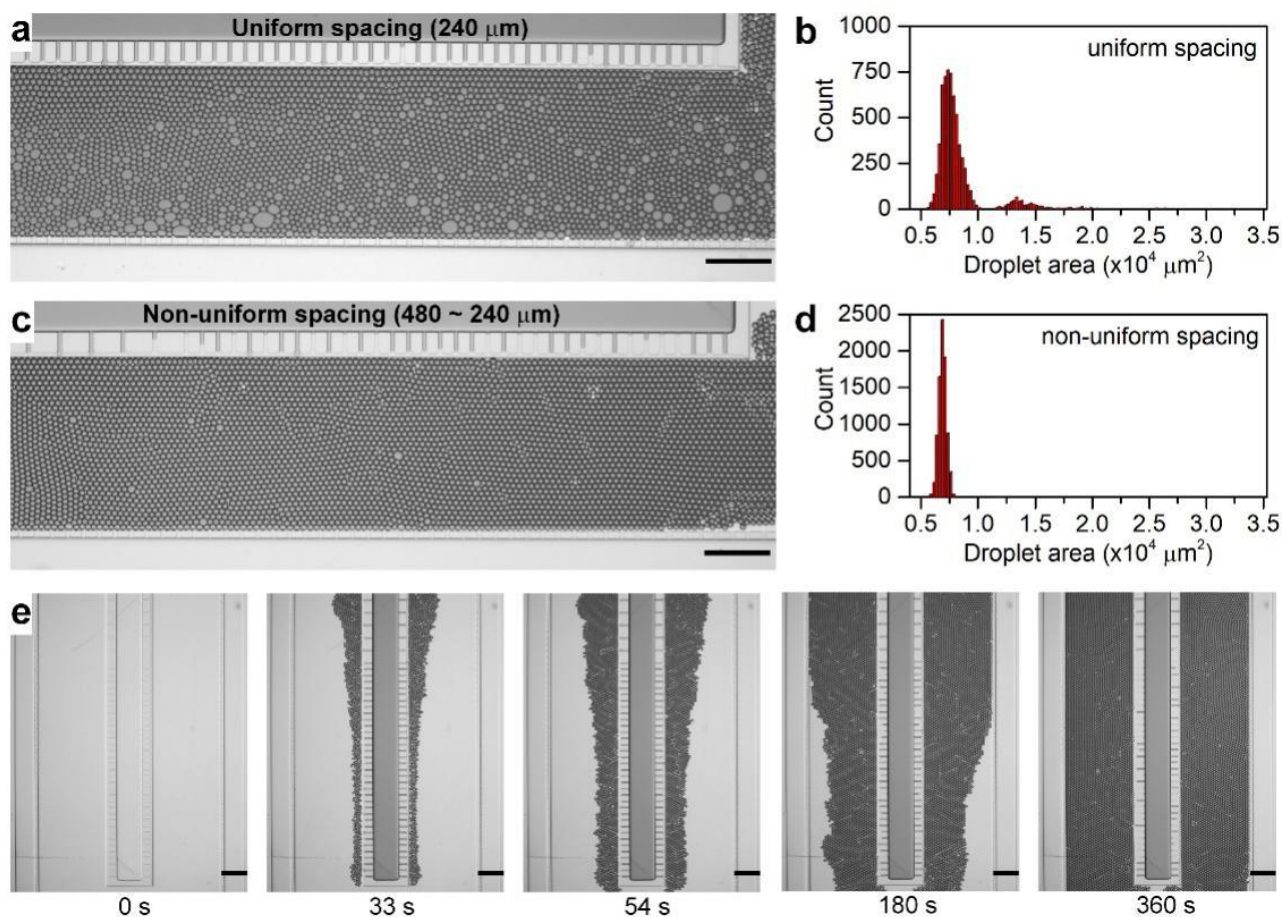 a
Uniform spacing (240 μm)
b
uniform spacing
1000
750
500
250
0
Count
0.5 1.0 1.5 2.0 2.5 3.0 3.5
Droplet area (x10⁴ μm²)
c
Non-uniform spacing (480 ~ 240 μm)
d
non-uniform spacing
2500
2000
1500
1000
500
0
Count
0.5 1.0 1.5 2.0 2.5 3.0 3.5
Droplet area (x10⁴ μm²)
e
0 s 33 s 54 s 180 s 360 s